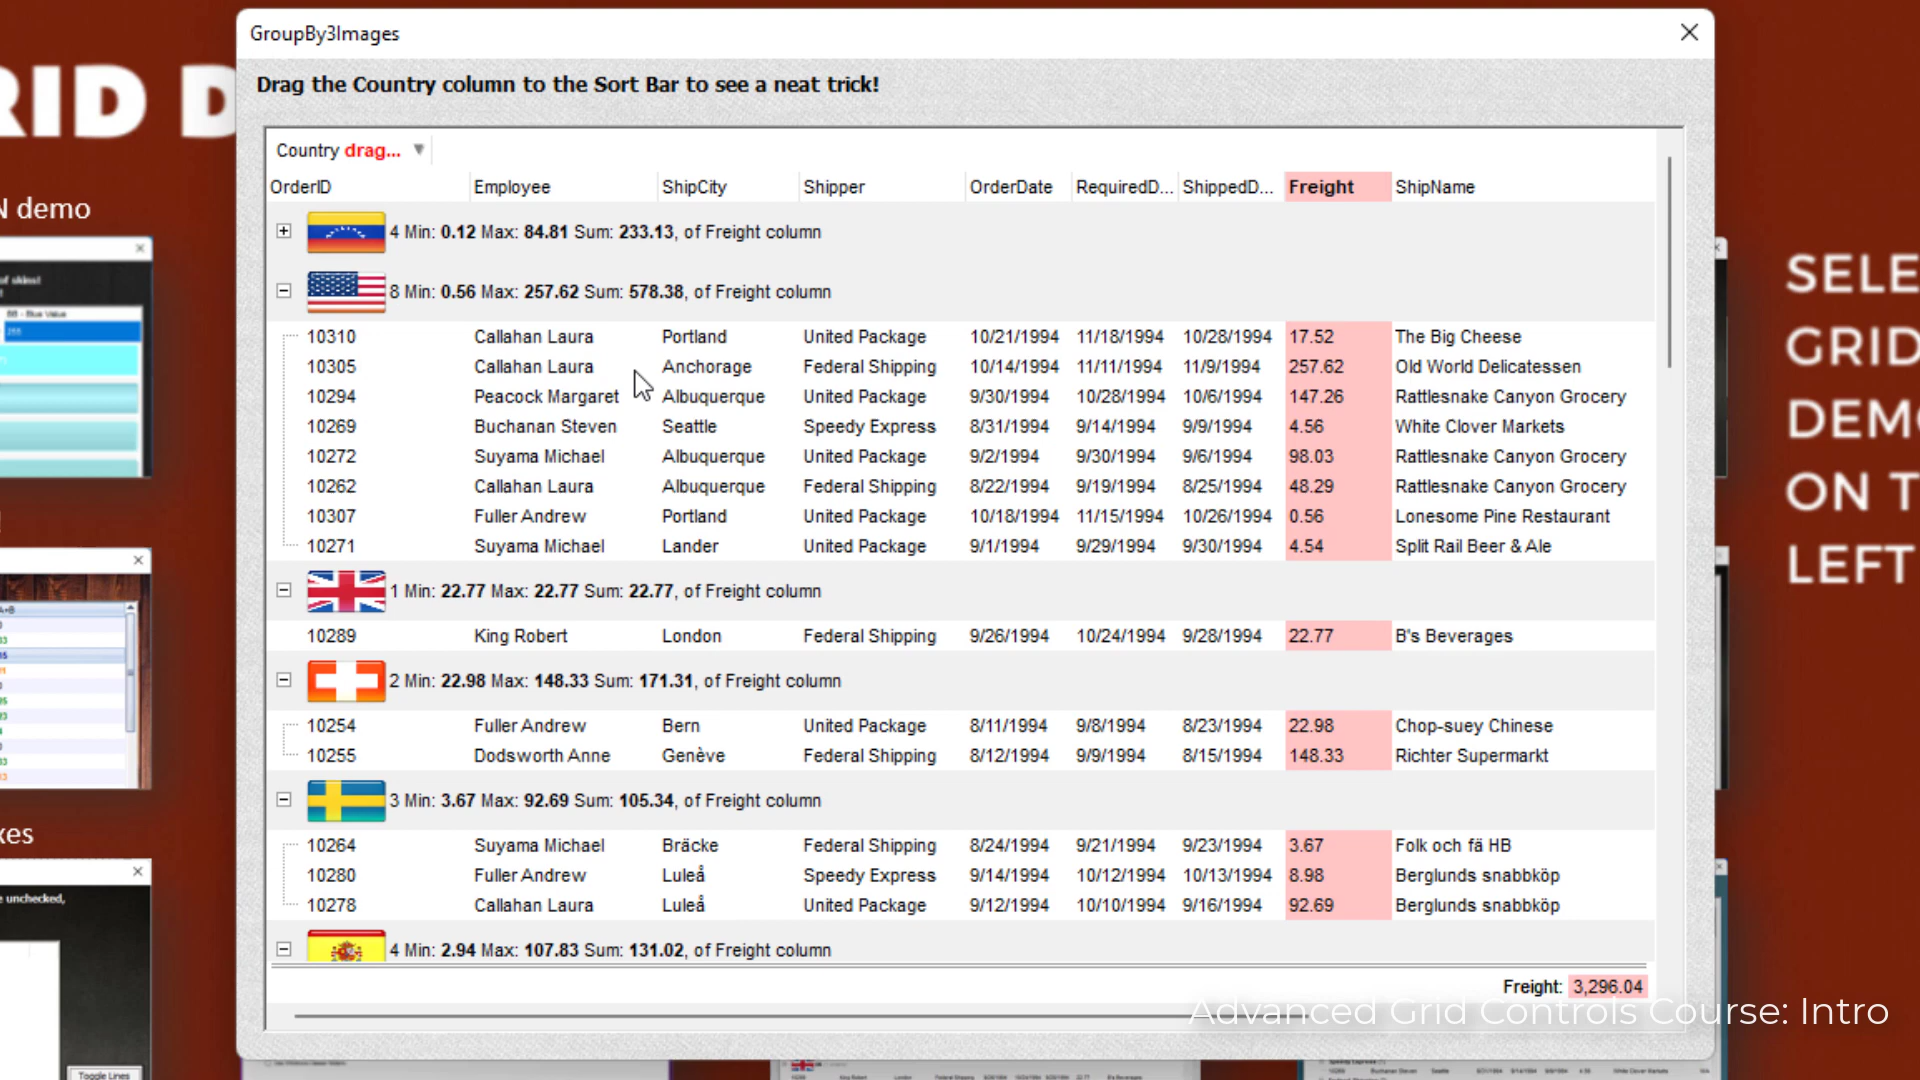 GroupBy3Images
Drag the Country column to the Sort Bar to see a neat trick!
RID D
N demo
of skins!
BB - Blue Value
255
xes
e unchecked,
Toggle Lines
Country drag...
OrderID Employee ShipCity Shipper OrderDate RequiredD... ShippedD... Freight ShipName
4 Min: 0.12 Max: 84.81 Sum: 233.13, of Freight column
8 Min: 0.56 Max: 257.62 Sum: 578.38, of Freight column
10310 Callahan Laura Portland United Package 10/21/1994 11/18/1994 10/28/1994 17.52 The Big Cheese
10305 Callahan Laura Anchorage Federal Shipping 10/14/1994 11/11/1994 11/9/1994 257.62 Old World Delicatessen
10294 Peacock Margaret Albuquerque United Package 9/30/1994 10/28/1994 10/6/1994 147.26 Rattlesnake Canyon Grocery
10269 Buchanan Steven Seattle Speedy Express 8/31/1994 9/14/1994 9/9/1994 4.56 White Clover Markets
10272 Suyama Michael Albuquerque United Package 9/2/1994 9/30/1994 9/6/1994 98.03 Rattlesnake Canyon Grocery
10262 Callahan Laura Albuquerque Federal Shipping 8/22/1994 9/19/1994 8/25/1994 48.29 Rattlesnake Canyon Grocery
10307 Fuller Andrew Portland United Package 10/18/1994 11/15/1994 10/26/1994 0.56 Lonesome Pine Restaurant
10271 Suyama Michael Lander United Package 9/1/1994 9/29/1994 9/30/1994 4.54 Split Rail Beer & Ale
1 Min: 22.77 Max: 22.77 Sum: 22.77, of Freight column
10289 King Robert London Federal Shipping 9/26/1994 10/24/1994 9/28/1994 22.77 B's Beverages
2 Min: 22.98 Max: 148.33 Sum: 171.31, of Freight column
10254 Fuller Andrew Bern United Package 8/11/1994 9/8/1994 8/23/1994 22.98 Chop-suey Chinese
10255 Dodsworth Anne Genève Federal Shipping 8/12/1994 9/9/1994 8/15/1994 148.33 Richter Supermarkt
3 Min: 3.67 Max: 92.69 Sum: 105.34, of Freight column
10264 Suyama Michael Bräcke Federal Shipping 8/24/1994 9/21/1994 9/23/1994 3.67 Folk och fä HB
10280 Fuller Andrew Luleå Speedy Express 9/14/1994 10/12/1994 10/13/1994 8.98 Berglunds snabbköp
10278 Callahan Laura Luleå United Package 9/12/1994 10/10/1994 9/16/1994 92.69 Berglunds snabbköp
4 Min: 2.94 Max: 107.83 Sum: 131.02, of Freight column
Freight: 3,296.04
SELE
GRID
DEMO
ON T
LEFT
Advanced Grid Controls Course: Intro